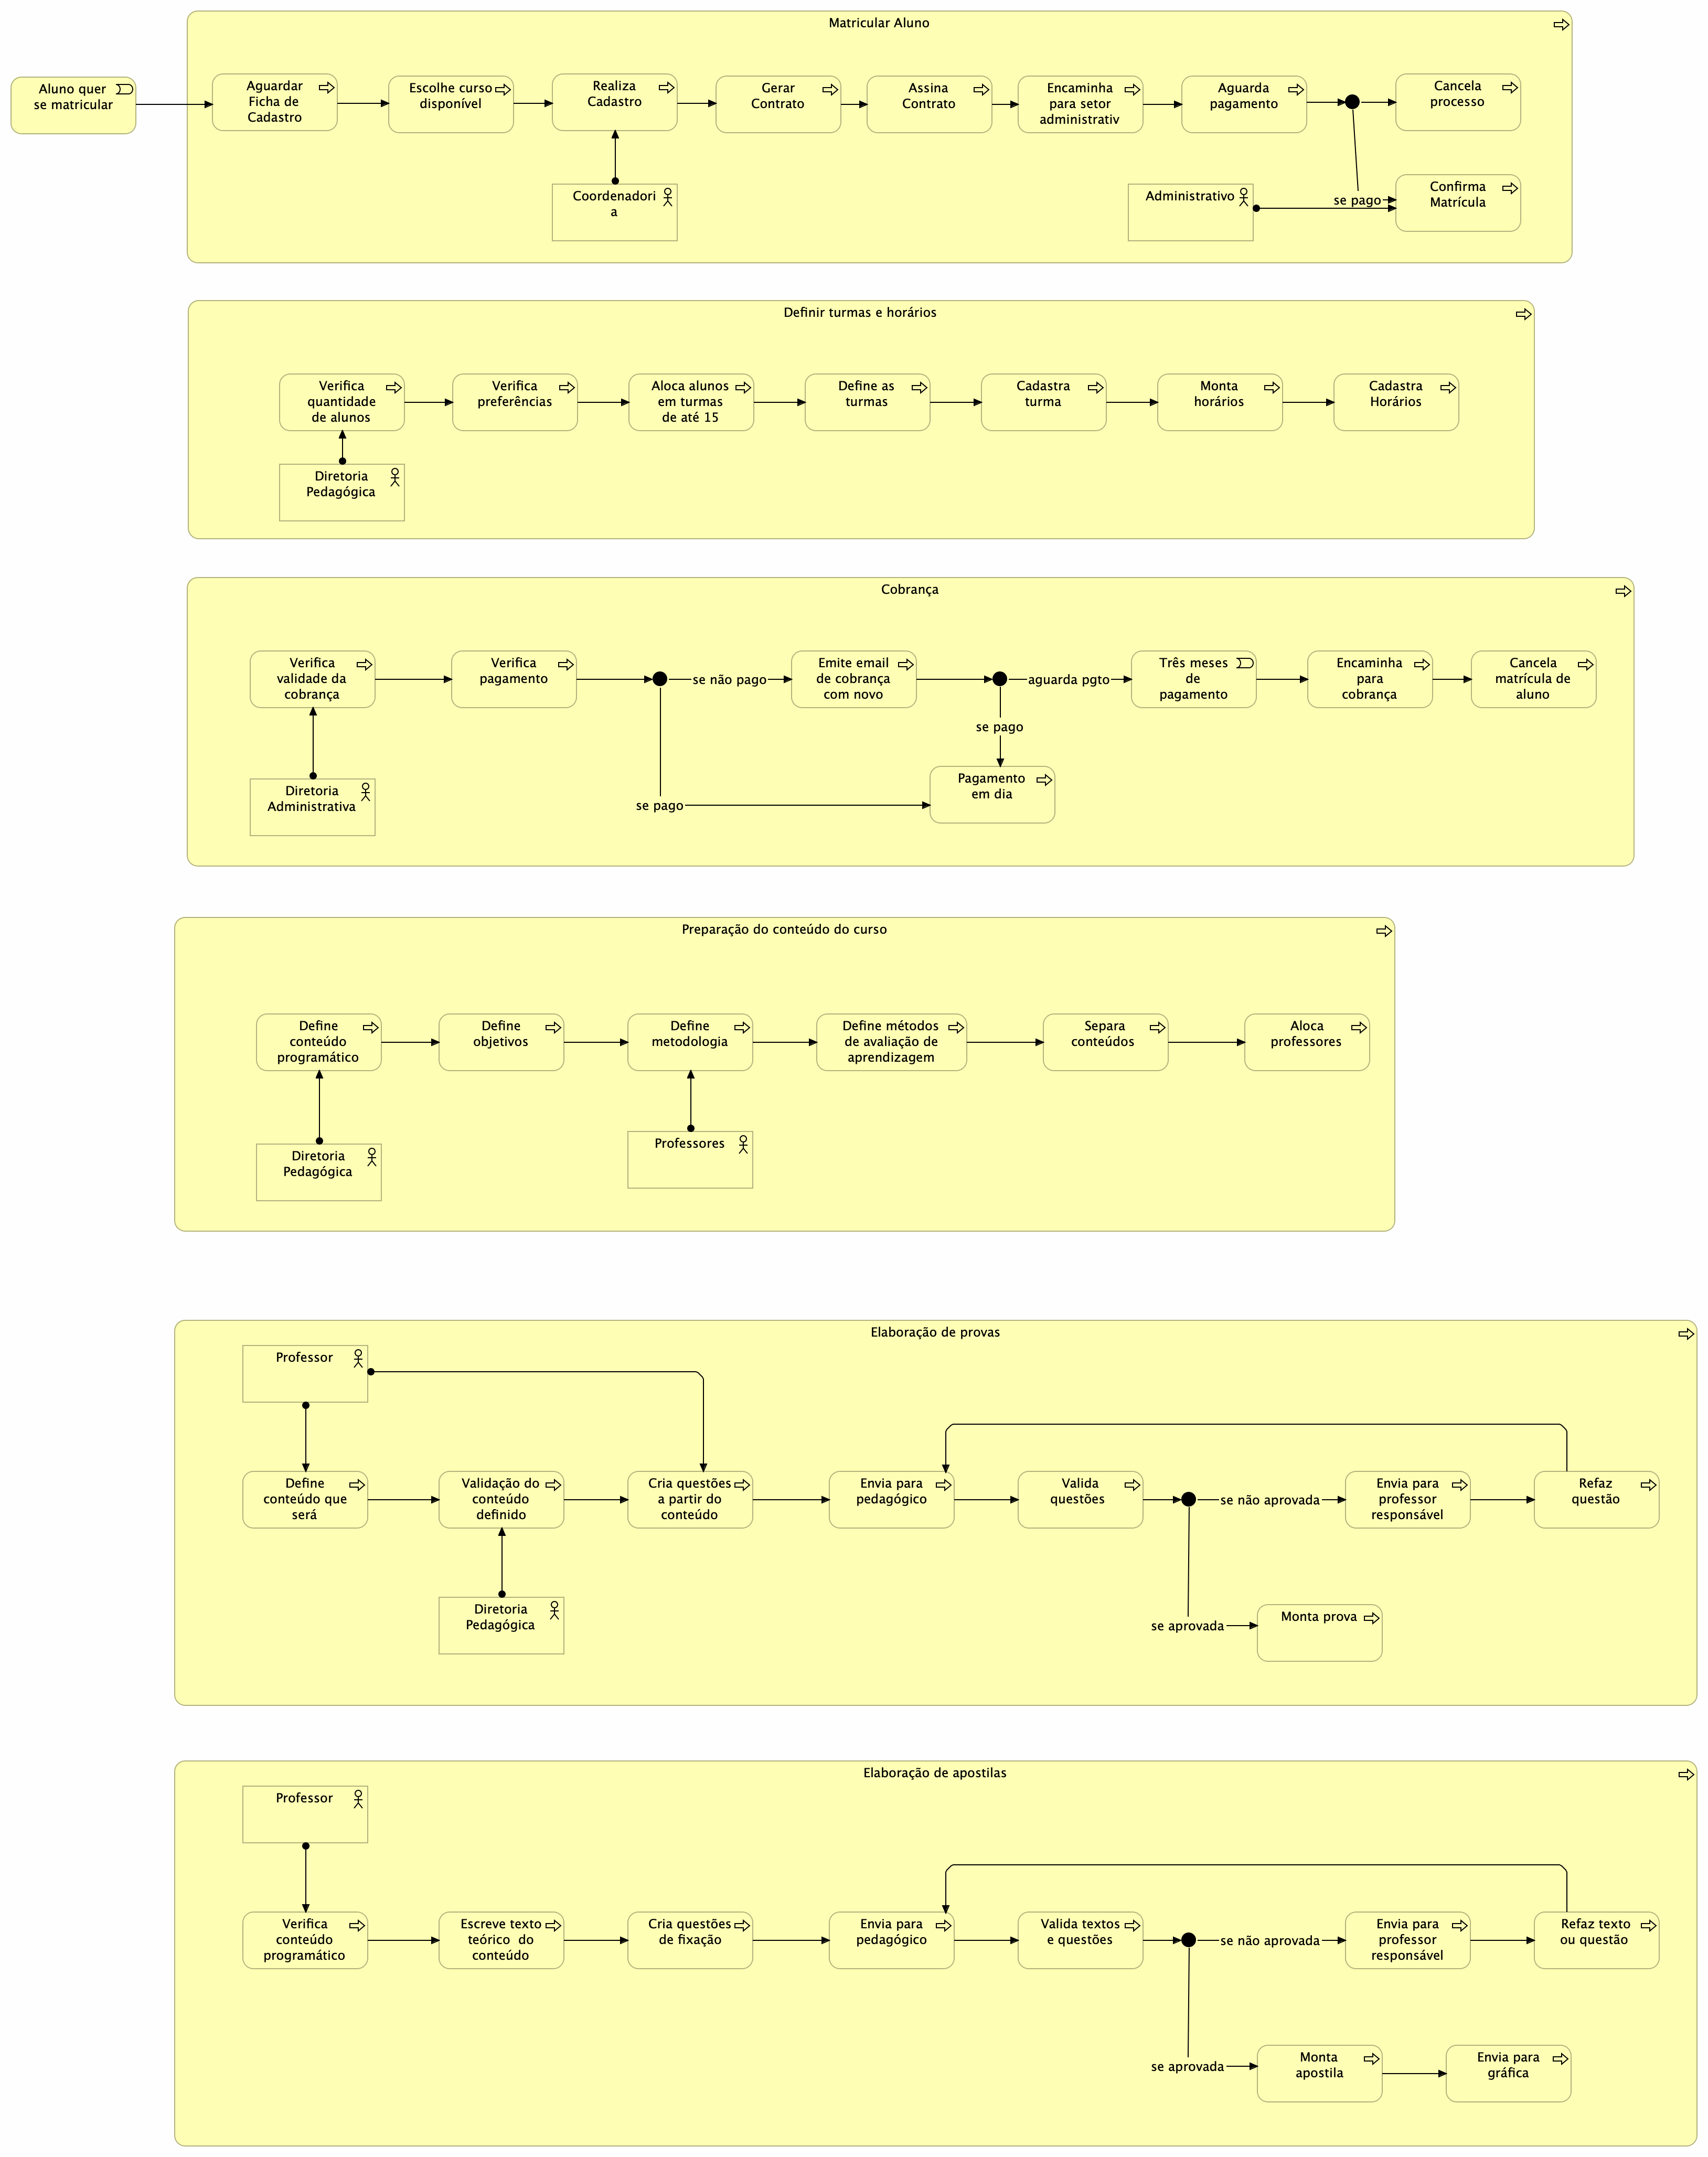 Matricular Aluno
Aluno quer
se matricular
Aguardar
Ficha de
Cadastro
Escolhe curso
disponível
Realiza
Cadastro
Gerar
Contrato
Assina
Contrato
Encaminha
para setor
administrativ
Aguarda
pagamento
Cancela
processo
Coordenadori
a
Administrativo
se pago
Confirma
Matrícula
Definir turmas e horários
Verifica
quantidade
de alunos
Verifica
preferências
Aloca alunos
em turmas
de até 15
Define as
turmas
Cadastra
turma
Monta
horários
Cadastra
Horários
Diretoria
Pedagógica
Cobrança
Verifica
validade da
cobrança
Verifica
pagamento
se não pago
Emite email
de cobrança
com novo
aguarda pgto
Três meses
de
pagamento
Encaminha
para
cobrança
Cancela
matrícula de
aluno
se pago
Pagamento
em dia
se pago
Diretoria
Administrativa
Preparação do conteúdo do curso
Define
conteúdo
programático
Define
objetivos
Define
metodologia
Define métodos
de avaliação de
aprendizagem
Separa
conteúdos
Aloca
professores
Diretoria
Pedagógica
Professores
Elaboração de provas
Professor
Define
conteúdo que
será
Validação do
conteúdo
definido
Cria questões
a partir do
conteúdo
Envia para
pedagógico
Valida
questões
se não aprovada
Envia para
professor
responsável
Refaz
questão
Diretoria
Pedagógica
se aprovada
Monta prova
Elaboração de apostilas
Professor
Verifica
conteúdo
programático
Escreve texto
teórico  do
conteúdo
Cria questões
de fixação
Envia para
pedagógico
Valida textos
e questões
se não aprovada
Envia para
professor
responsável
Refaz texto
ou questão
se aprovada
Monta
apostila
Envia para
gráfica